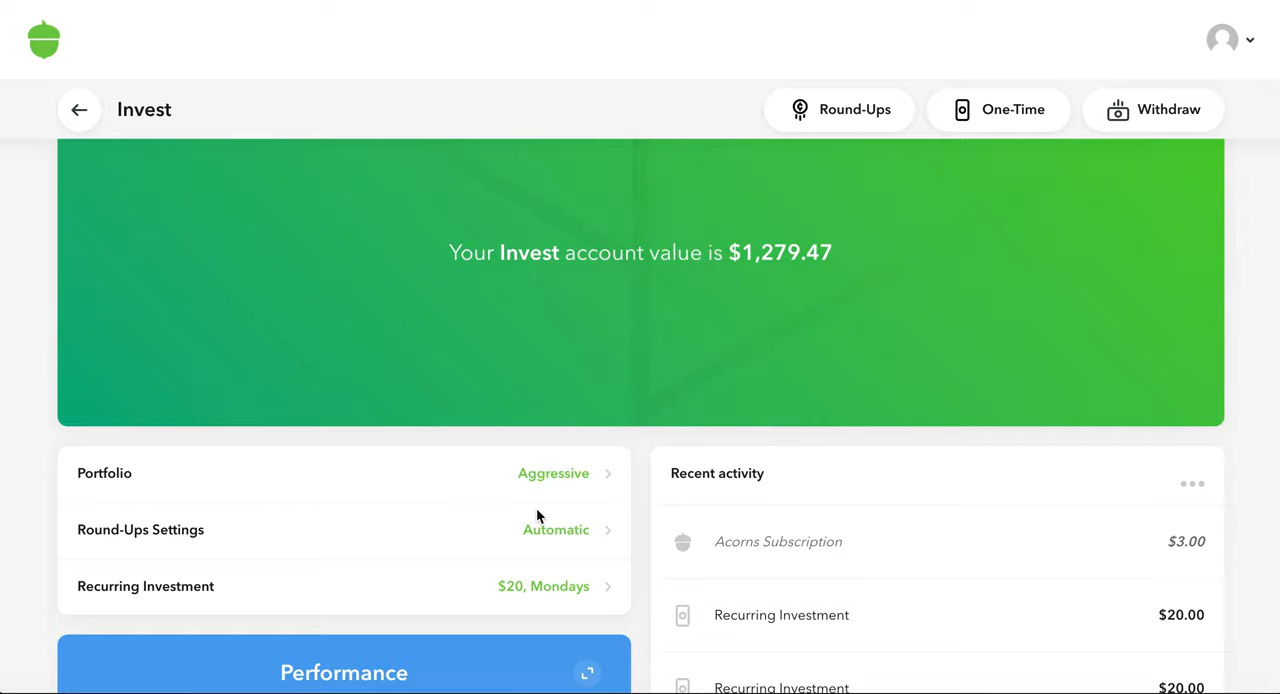 Invest
Round-Ups
One-Time
Withdraw
Your Invest account value is $1,279.47
Portfolio
Aggressive
Round-Ups Settings
Automatic
Recurring Investment
$20, Mondays
Performance
Recent activity
Acorns Subscription
$3.00
Recurring Investment
$20.00
Recurring Investment
$20.00